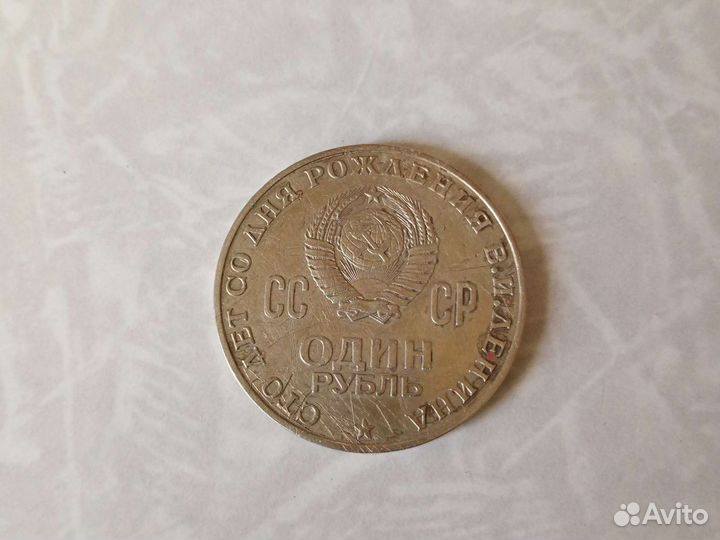 СТО ЛЕТ СО ДНЯ РОЖДЕНИЯ В.И.ЛЕНИНА
СС СР
ОДИН
РУБЛЬ
Avito